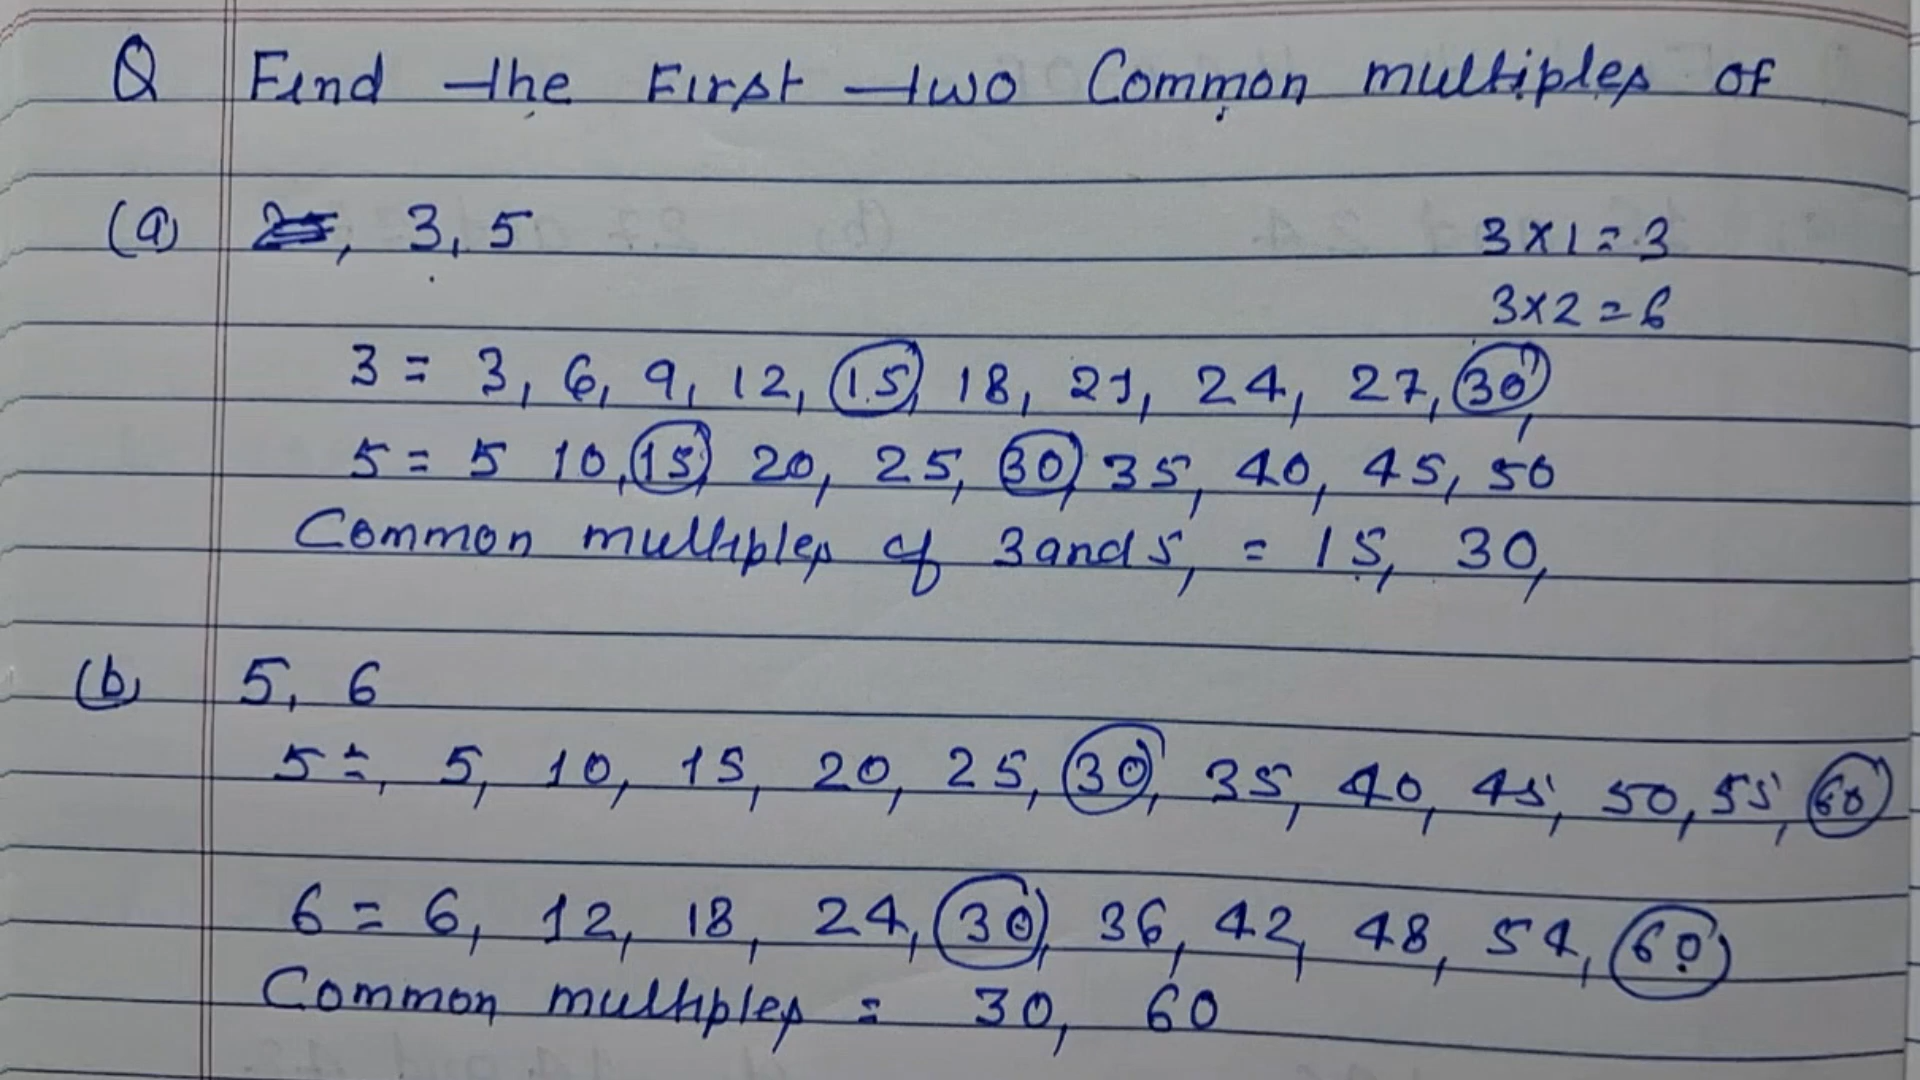 Q Find the First two Common multiples of
(a) 3, 5
3×1=3
3×2=6
3 = 3, 6, 9, 12, 15, 18, 21, 24, 27, 30,
5 = 5 10, 15, 20, 25, 30, 35, 40, 45, 50
Common multiples of 3 and 5, = 15, 30,
(b) 5, 6
5 = 5, 10, 15, 20, 25, 30, 35, 40, 45, 50, 55, 60
6 = 6, 12, 18, 24, 30, 36, 42, 48, 54, 60
Common multiples = 30, 60